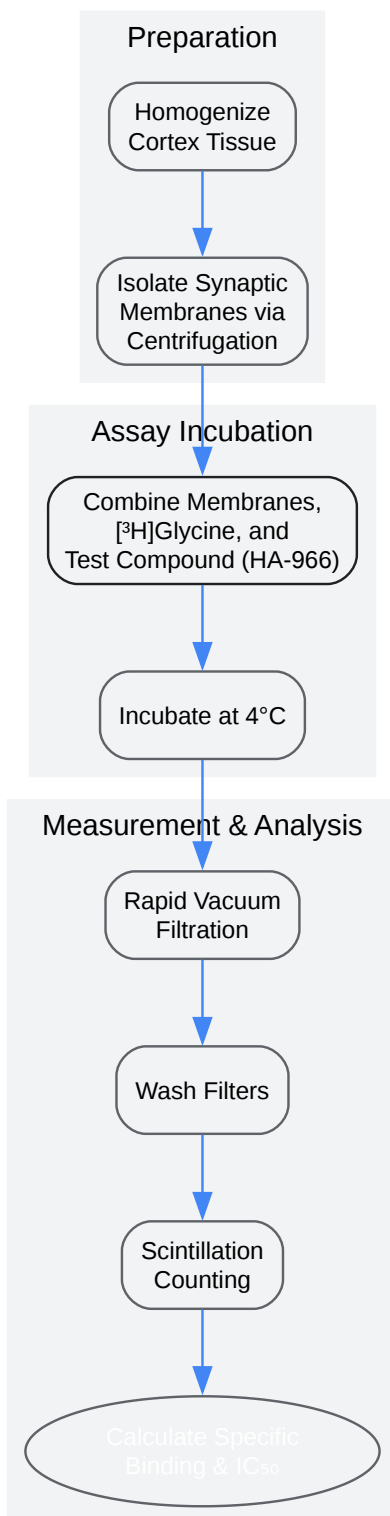 Preparation
Homogenize
Cortex Tissue
Isolate Synaptic
Membranes via
Centrifugation
Assay Incubation
Combine Membranes,
[³H]Glycine, and
Test Compound (HA-966)
Incubate at 4°C
Measurement & Analysis
Rapid Vacuum
Filtration
Wash Filters
Scintillation
Counting
Calculate Specific
Binding & IC₅₀